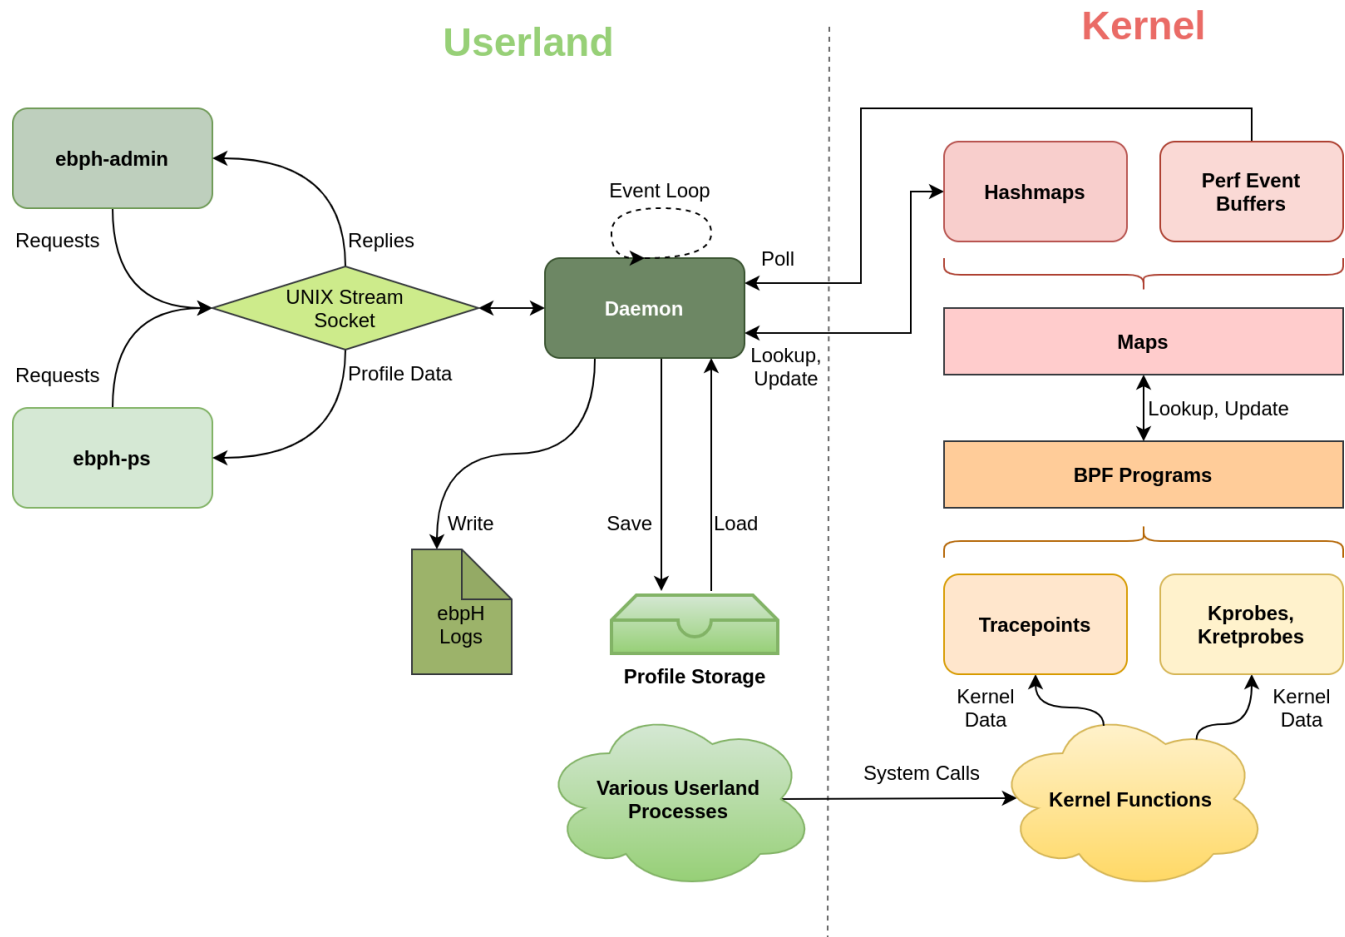 Userland
Kernel
ebph-admin
Requests
Replies
UNIX Stream
Socket
Requests
Profile Data
ebph-ps
Event Loop
Daemon
Poll
Lookup,
Update
Write
Save
Load
ebpH
Logs
Profile Storage
Various Userland
Processes
System Calls
Hashmaps
Perf Event
Buffers
Maps
Lookup, Update
BPF Programs
Tracepoints
Kprobes,
Kretprobes
Kernel
Data
Kernel
Data
Kernel Functions